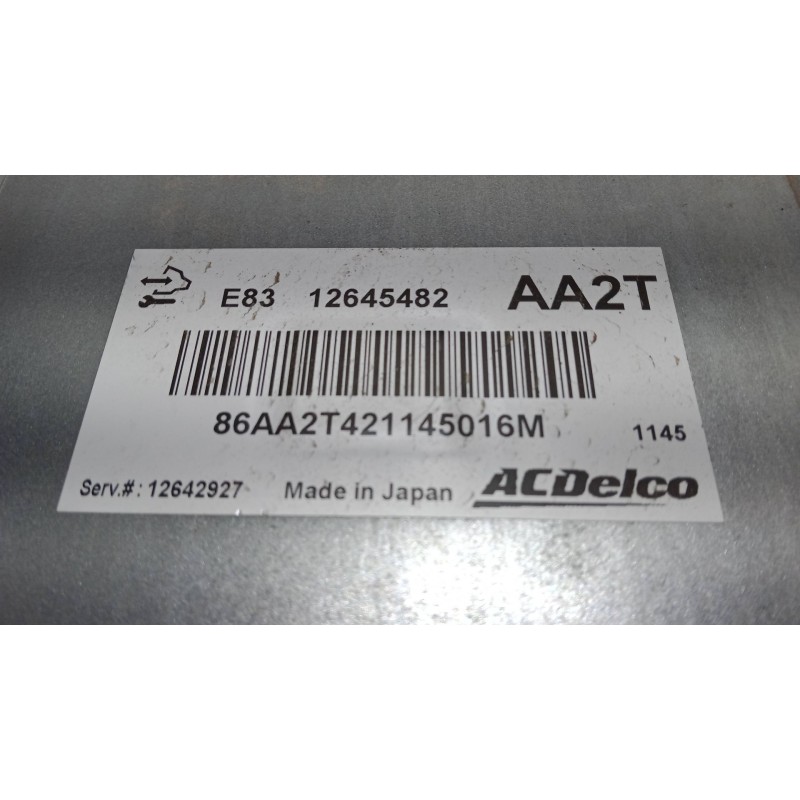 E83 12645482 AA2T
86AA2T421145016M 1145
Serv.#: 12642927 Made in Japan ACDelco